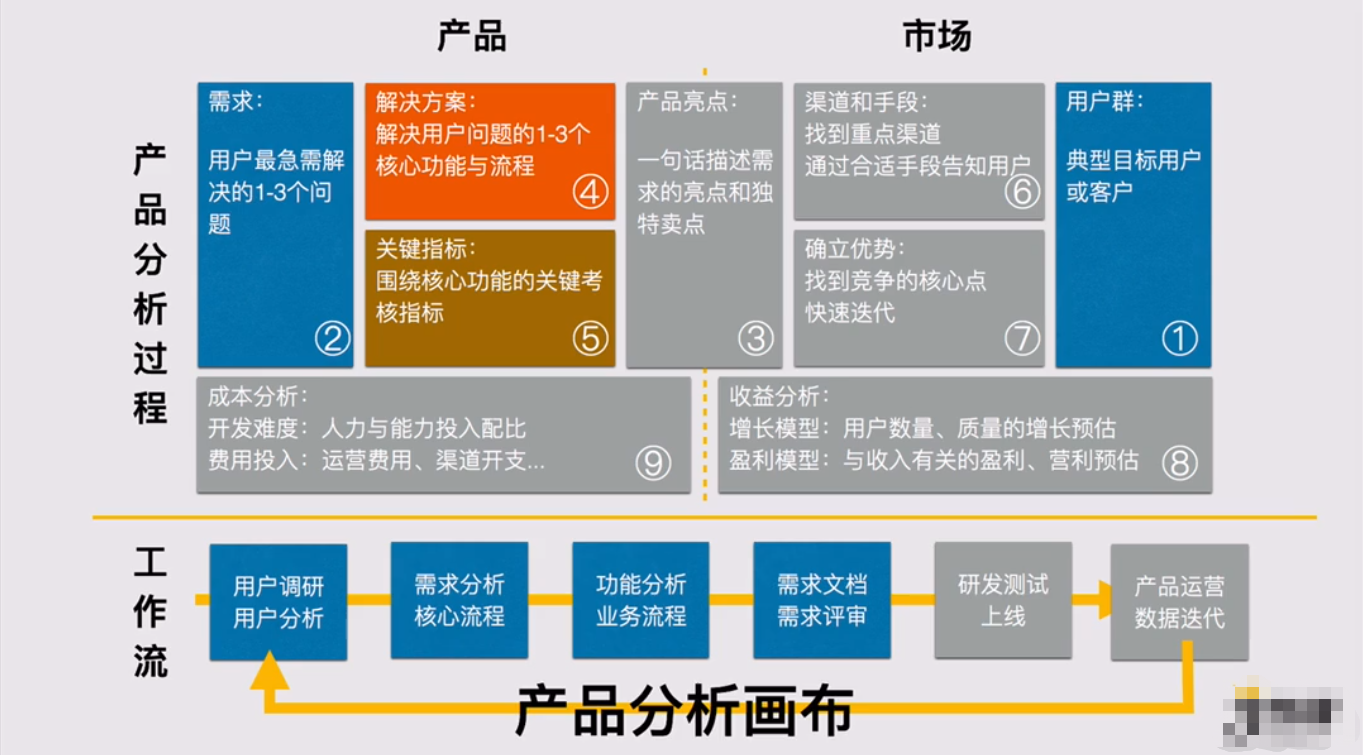 产品
市场
产品分析过程
需求：
用户最急需解
决的1-3个问
题
②
解决方案：
解决用户问题的1-3个
核心功能与流程
④
关键指标：
围绕核心功能的关键考
核指标
⑤
产品亮点：
一句话描述需
求的亮点和独
特卖点
③
渠道和手段：
找到重点渠道
通过合适手段告知用户
⑥
确立优势：
找到竞争的核心点
快速迭代
⑦
用户群：
典型目标用户
或客户
①
成本分析：
开发难度：人力与能力投入配比
费用投入：运营费用、渠道开支...
⑨
收益分析：
增长模型：用户数量、质量的增长预估
盈利模型：与收入有关的盈利、营利预估
⑧
工作流
用户调研
用户分析
需求分析
核心流程
功能分析
业务流程
需求文档
需求评审
研发测试
上线
产品运营
数据迭代
产品分析画布